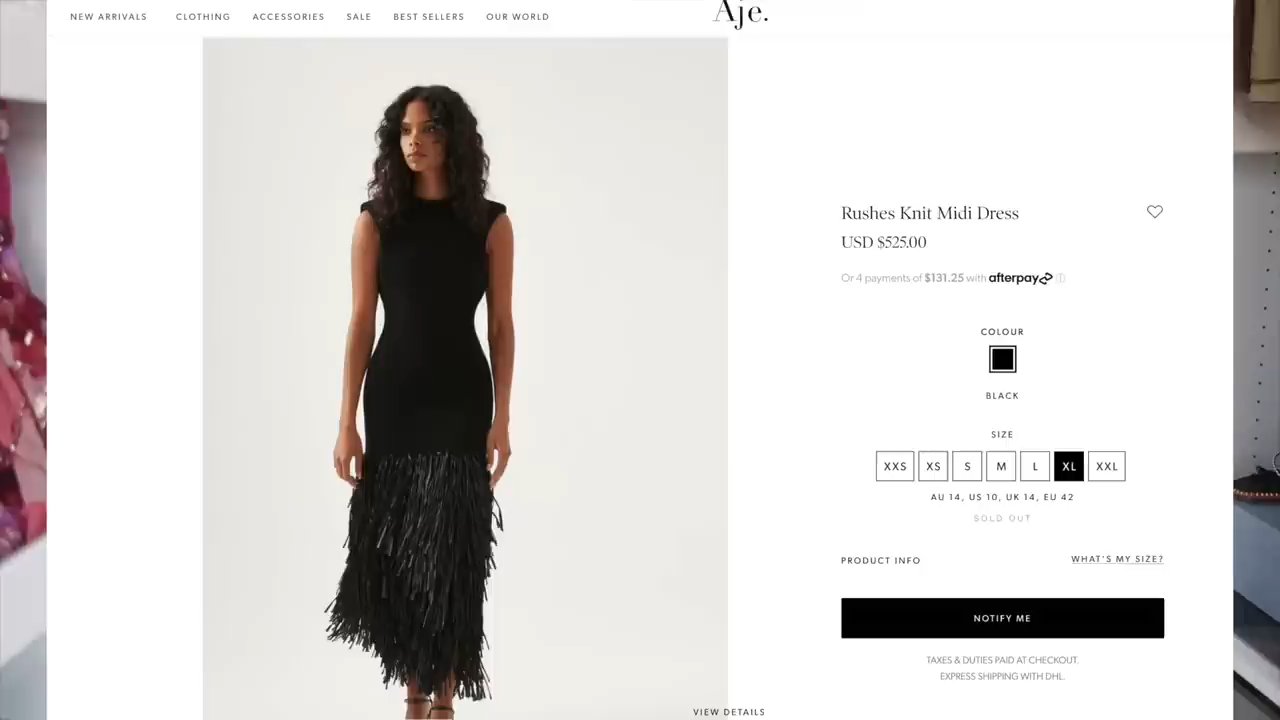 NEW ARRIVALS CLOTHING ACCESSORIES SALE BEST SELLERS OUR WORLD
Aje.
Rushes Knit Midi Dress
USD $525.00
Or 4 payments of $131.25 with afterpay
COLOUR
BLACK
SIZE
XXS XS S M L XL XXL
AU 14, US 10, UK 14, EU 42
SOLD OUT
PRODUCT INFO WHAT'S MY SIZE?
NOTIFY ME
TAXES & DUTIES PAID AT CHECKOUT.
EXPRESS SHIPPING WITH DHL.
VIEW DETAILS